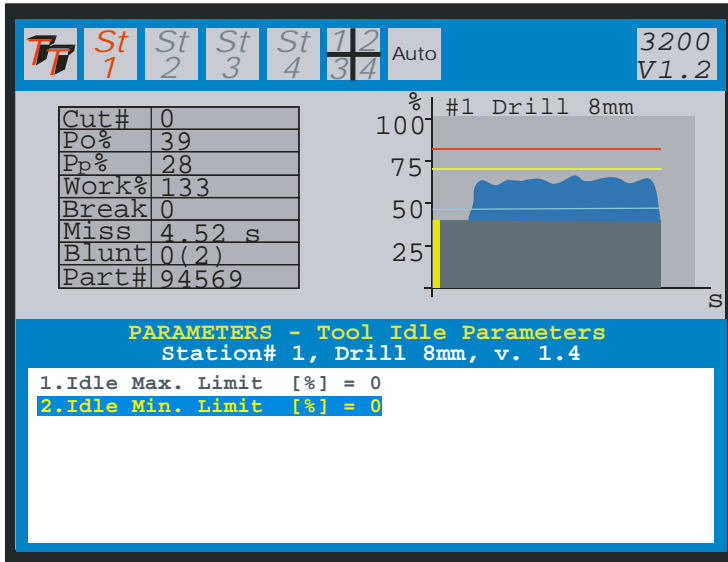 TT St 1 St 2 St 3 St 4 1 2 3 4 Auto 3200 V1.2
Cut# 0
Po% 39
Pp% 28
Work% 133
Break 0
Miss 4.52 s
Blunt 0(2)
Part# 94569
% #1 Drill 8mm
100
75
50
25
s
PARAMETERS - Tool Idle Parameters
Station# 1, Drill 8mm, v. 1.4
1.Idle Max. Limit [%] = 0
2.Idle Min. Limit [%] = 0